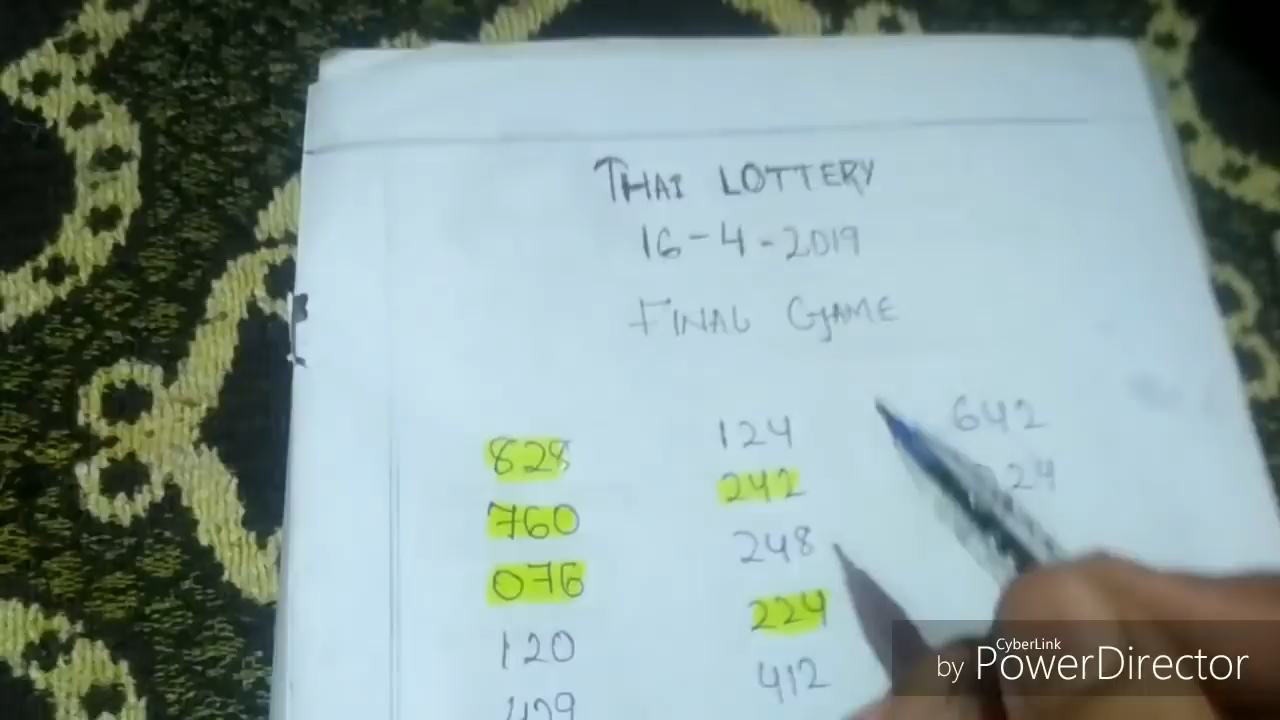 THAI LOTTERY
16-4-2019
FINAL GAME
828 124 642
760 242 24
076 248
120 224
412
CyberLink
by PowerDirector